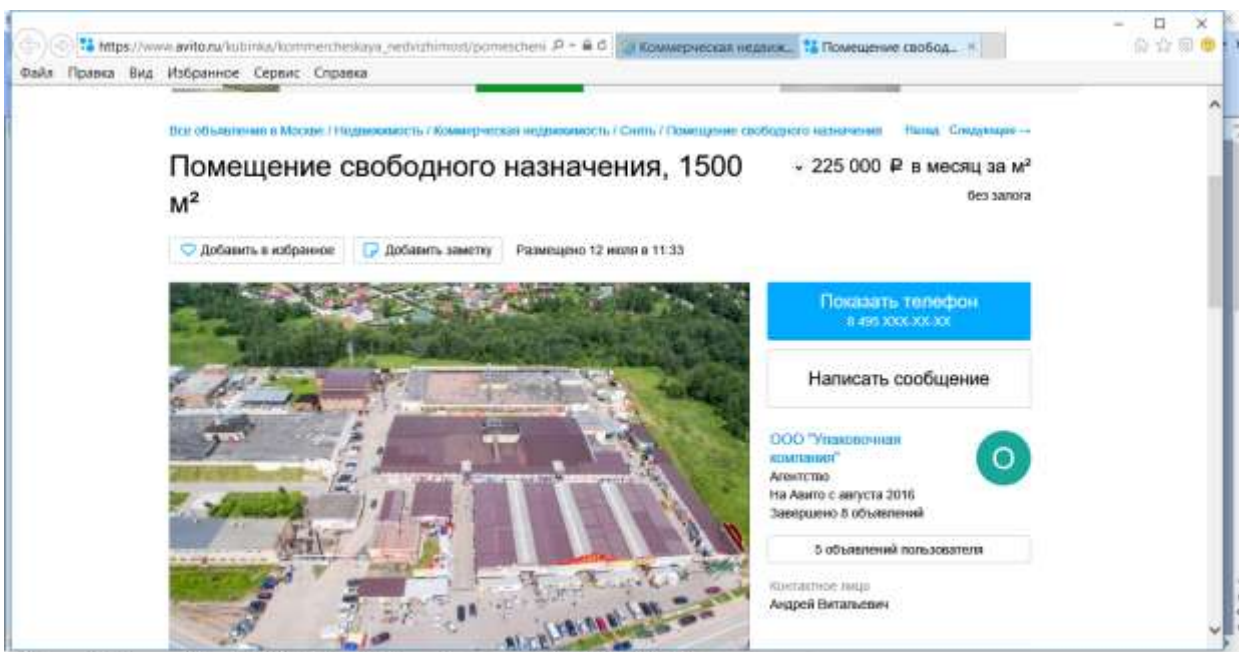 https://www.avito.ru/kubinka/kommercheskaya_nedvizhimost/pomescheni
Коммерческая недвиж...
Помещение свобод...
Файл Правка Вид Избранное Сервис Справка
Все объявления в Москве / Недвижимость / Коммерческая недвижимость / Снять / Помещение свободного назначения
Назад Следующее →
Помещение свободного назначения, 1500
м²
225 000 ₽ в месяц за м²
без залога
Добавить в избранное
Добавить заметку
Размещено 12 июля в 11:33
Показать телефон
8 495 XXX-XX-XX
Написать сообщение
ООО "Упаковочная
компания"
О
Агентство
На Авито с августа 2016
Завершено 8 объявлений
5 объявлений пользователя
Контактное лицо
Андрей Витальевич